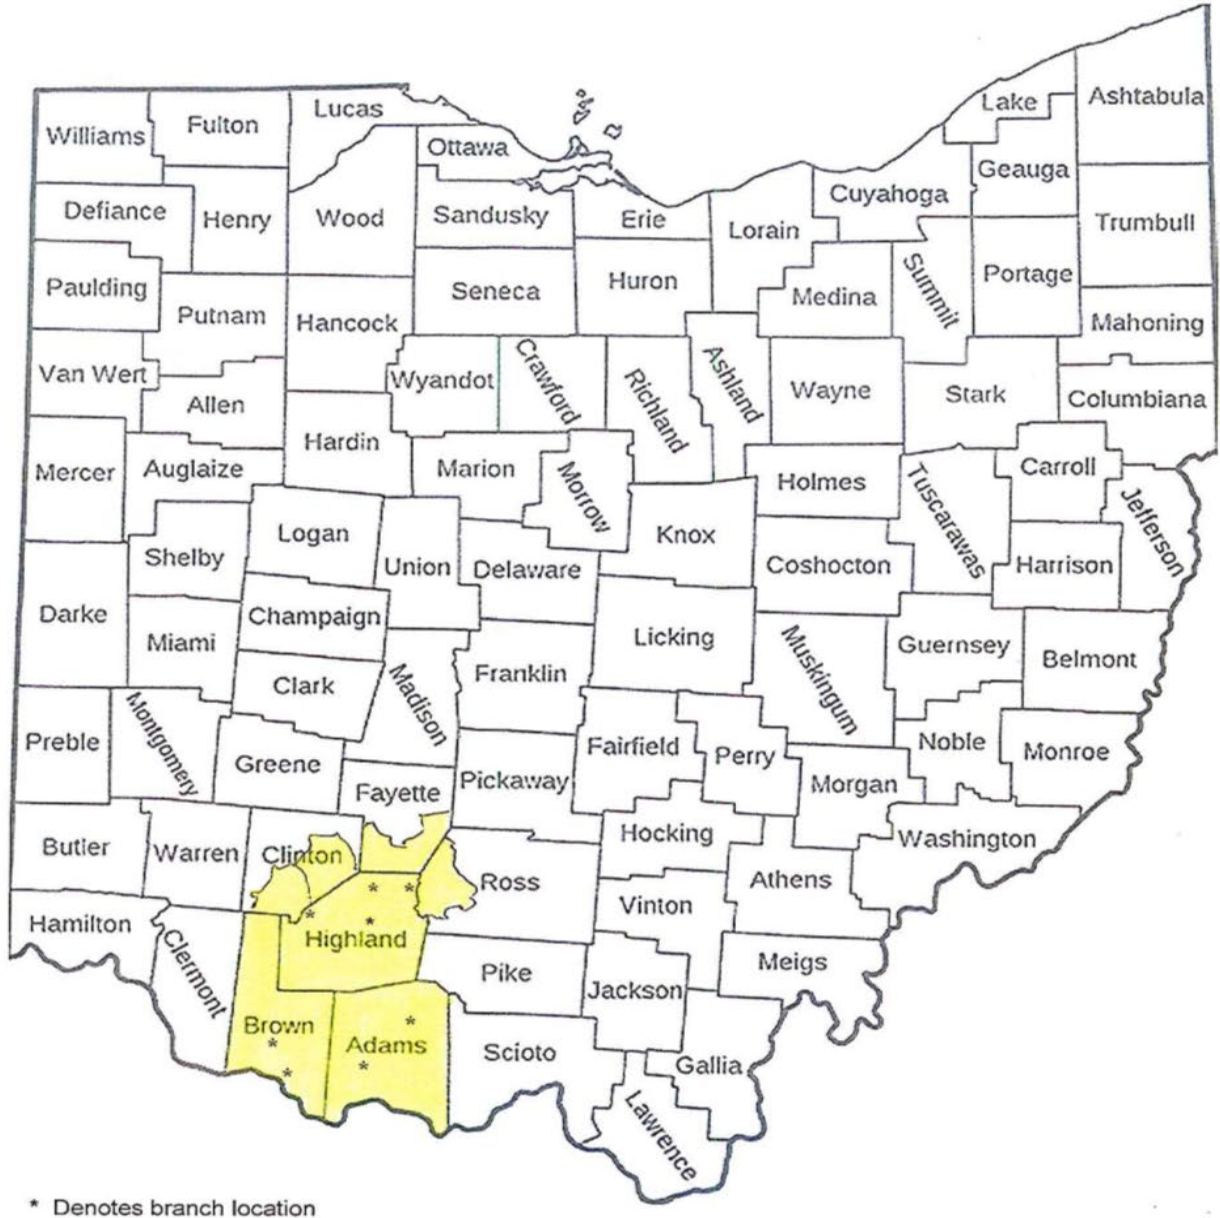 Lake
Ashtabula
Lucas
Williams
Fulton
Ottawa
Geauga
Cuyahoga
Defiance
Henry
Wood
Sandusky
Erie
Lorain
Trumbull
Paulding
Putnam
Hancock
Seneca
Huron
Medina
Summit
Portage
Mahoning
Van Wert
Allen
Wyandot
Crawford
Richland
Ashland
Wayne
Stark
Columbiana
Mercer
Auglaize
Hardin
Marion
Morrow
Holmes
Tuscarawas
Carroll
Jefferson
Logan
Shelby
Union
Delaware
Knox
Coshocton
Harrison
Darke
Miami
Champaign
Licking
Muskingum
Guernsey
Belmont
Clark
Madison
Franklin
Preble
Montgomery
Greene
Fayette
Pickaway
Fairfield
Perry
Morgan
Noble
Monroe
Butler
Warren
Clinton
Ross
Hocking
Athens
Washington
Hamilton
Clermont
* *
* *
Highland
Vinton
Pike
Jackson
Meigs
Brown
*
*
Adams
*
*
Scioto
Gallia
Lawrence
* Denotes branch location